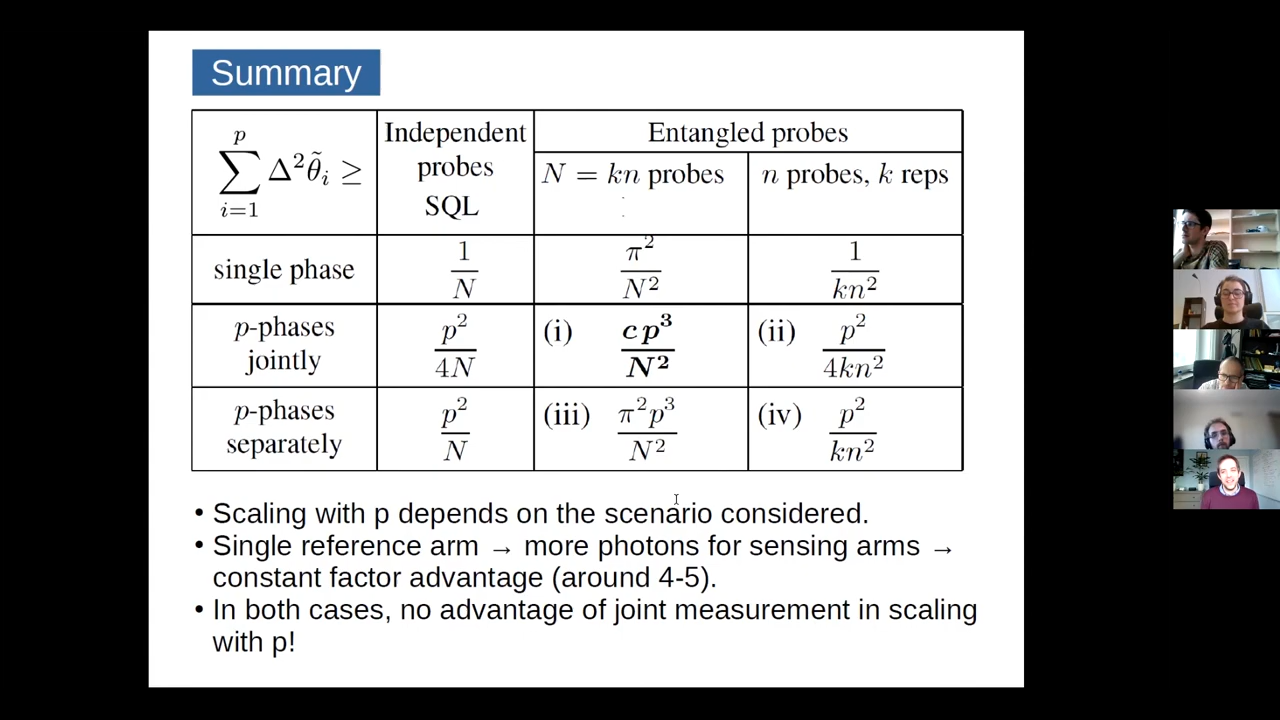 Summary
\sum_{i=1}^{p} \Delta^2 \tilde{\theta}_i \geq
Independent probes SQL
Entangled probes
N = kn probes
n probes, k reps
single phase
\frac{1}{N}
\frac{\pi^2}{N^2}
\frac{1}{kn^2}
p-phases jointly
\frac{p^2}{4N}
(i) \frac{cp^3}{N^2}
(ii) \frac{p^2}{4kn^2}
p-phases separately
\frac{p^2}{N}
(iii) \frac{\pi^2 p^3}{N^2}
(iv) \frac{p^2}{kn^2}
• Scaling with p depends on the scenario considered.
• Single reference arm → more photons for sensing arms →
constant factor advantage (around 4-5).
• In both cases, no advantage of joint measurement in scaling
with p!